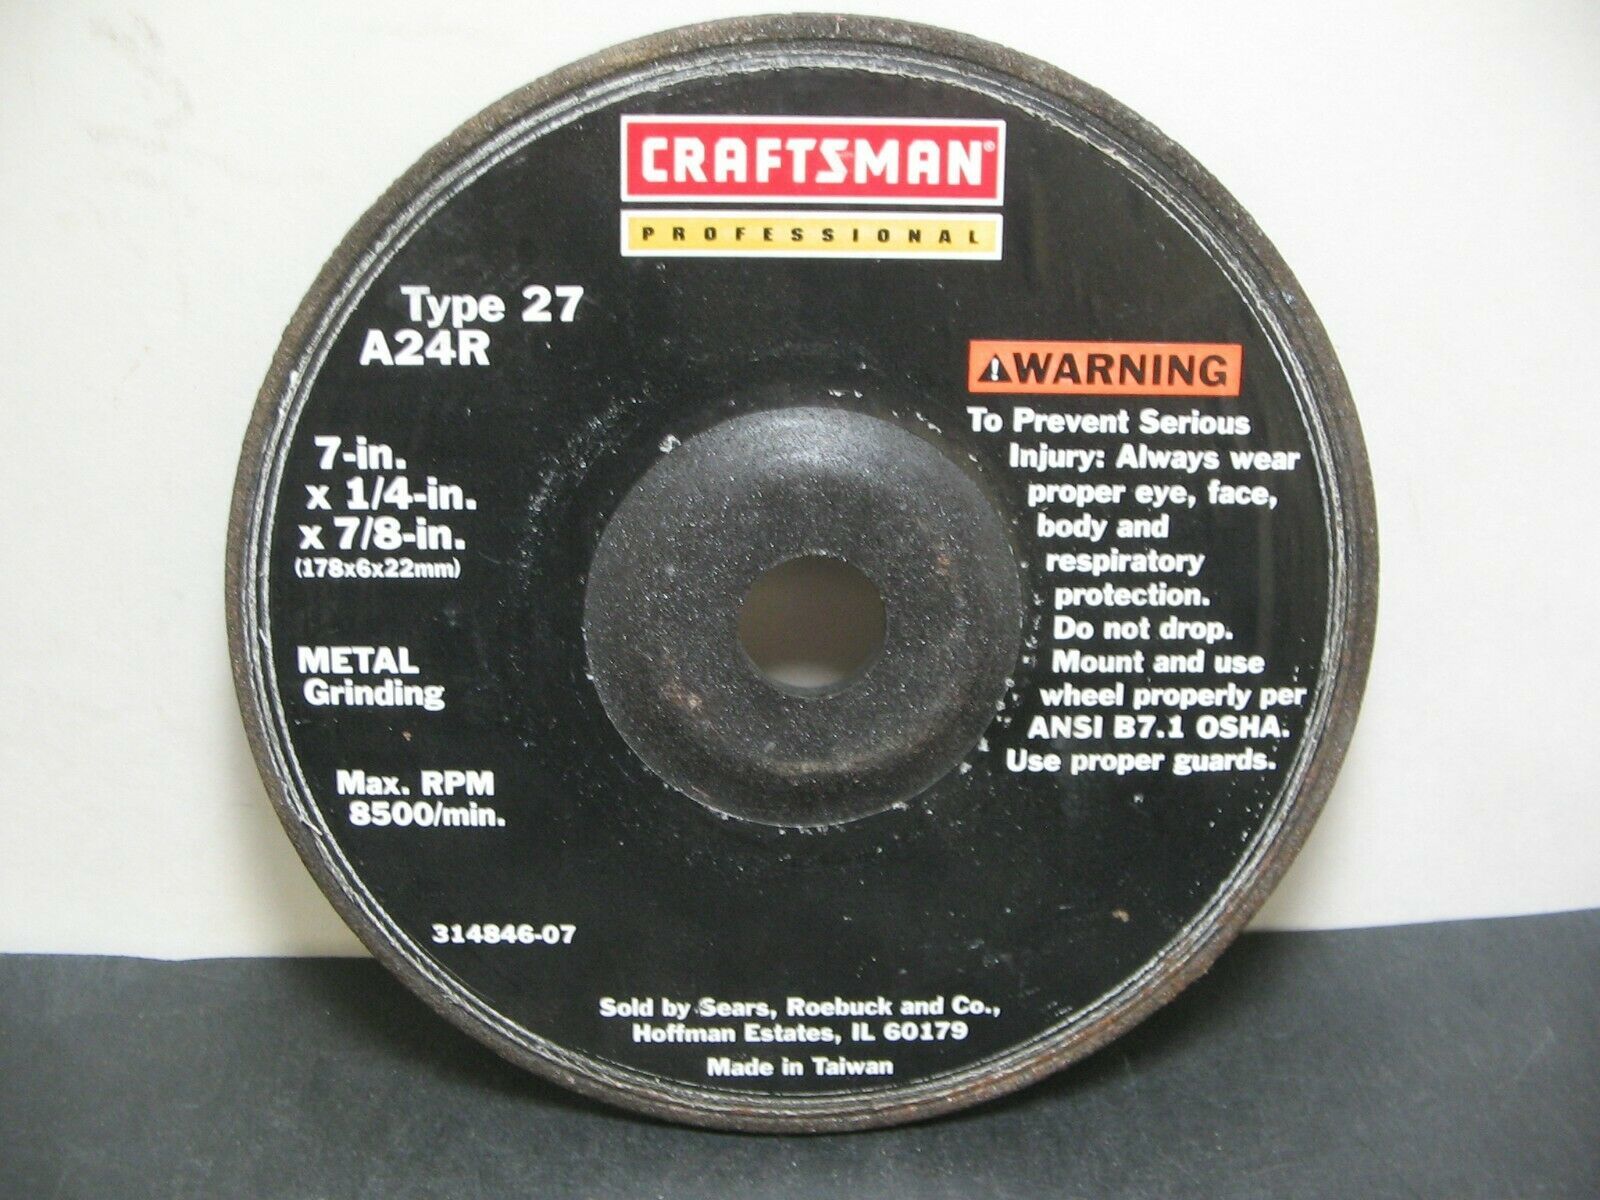 CRAFTSMAN®
PROFESSIONAL
Type 27
A24R
7-in.
x 1/4-in.
x 7/8-in.
(178x6x22mm)
METAL
Grinding
Max. RPM
8500/min.
314846-07
WARNING
To Prevent Serious
Injury: Always wear
proper eye, face,
body and
respiratory
protection.
Do not drop.
Mount and use
wheel properly per
ANSI B7.1 OSHA.
Use proper guards.
Sold by Sears, Roebuck and Co.,
Hoffman Estates, IL 60179
Made in Taiwan